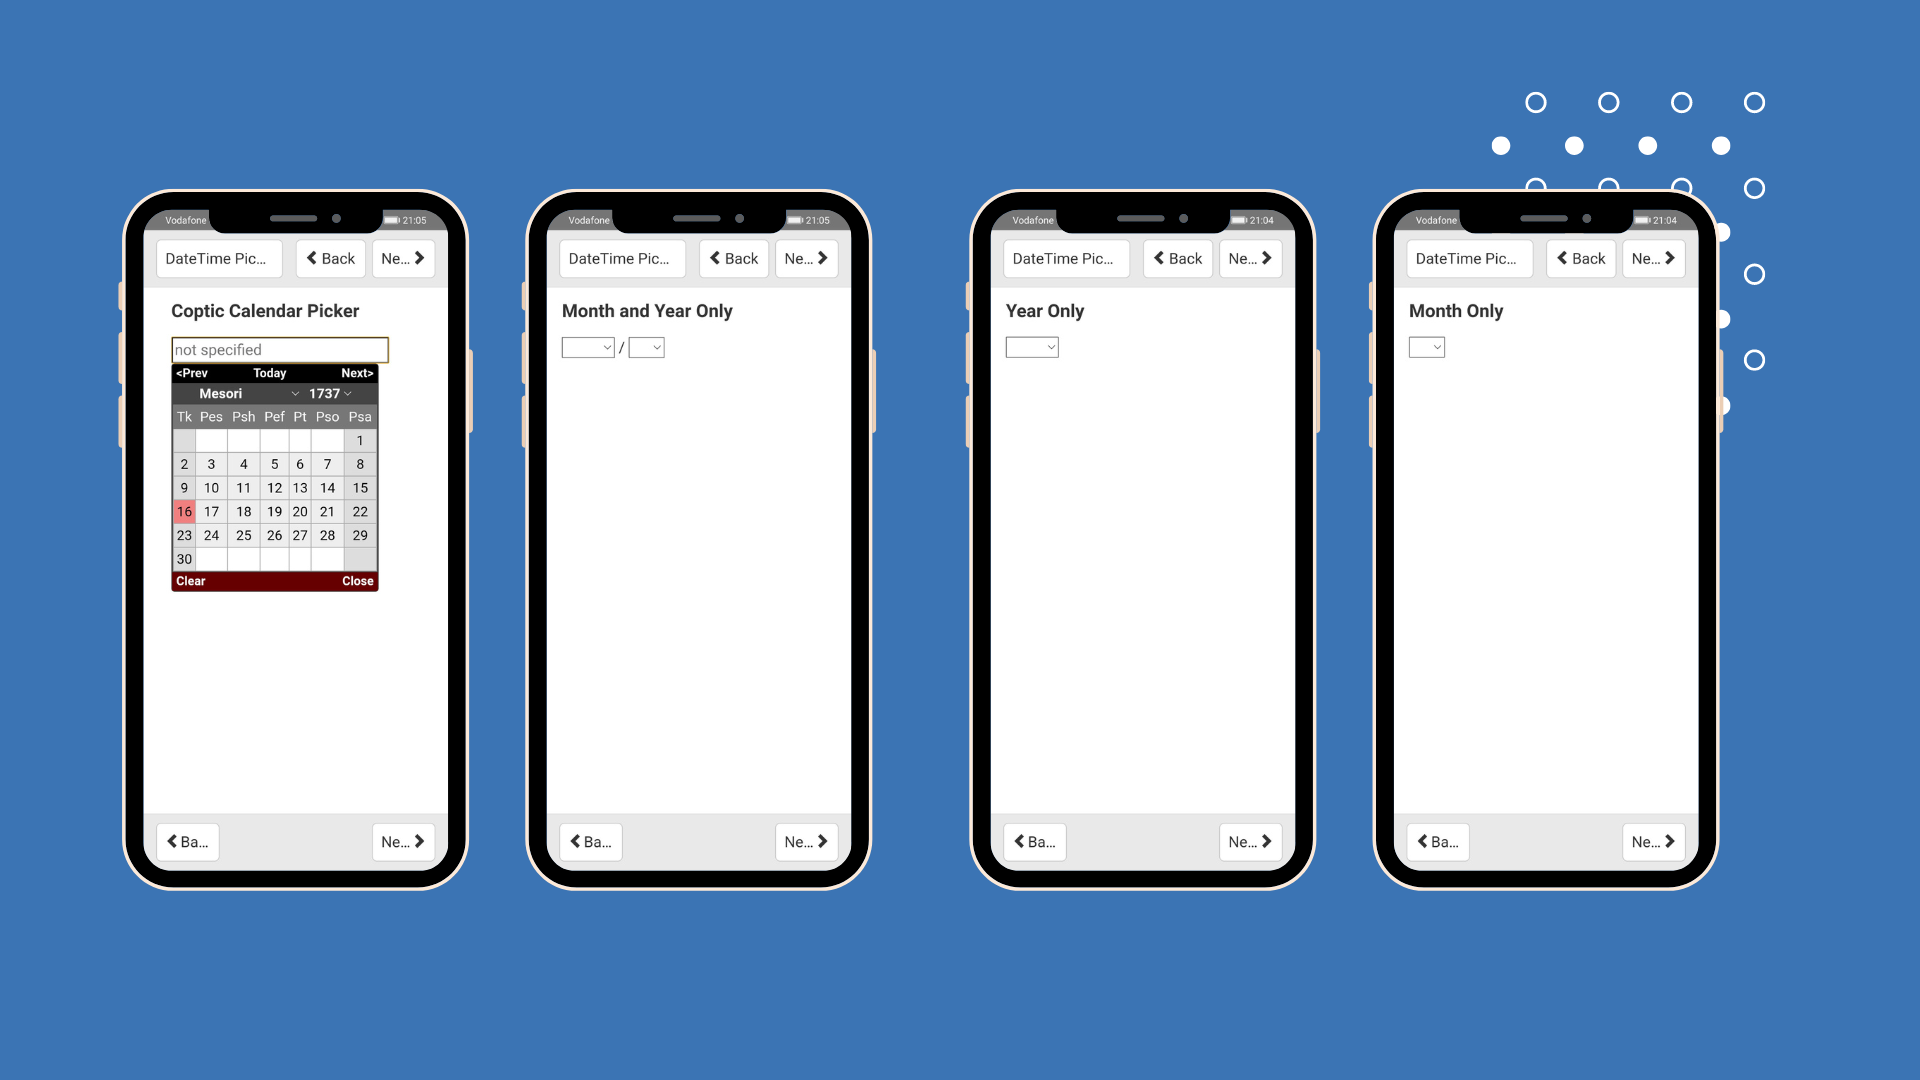 Vodafone 21:05
DateTime Pic... Back Ne...
Coptic Calendar Picker
not specified
<Prev Today Next>
Mesori 1737
Tk Pes Psh Pef Pt Pso Psa
1
2 3 4 5 6 7 8
9 10 11 12 13 14 15
16 17 18 19 20 21 22
23 24 25 26 27 28 29
30
Clear Close
Ba... Ne...
Vodafone 21:05
DateTime Pic... Back Ne...
Month and Year Only
/
Ba... Ne...
Vodafone 21:04
DateTime Pic... Back Ne...
Year Only
Ba... Ne...
Vodafone 21:04
DateTime Pic... Back Ne...
Month Only
Ba... Ne...